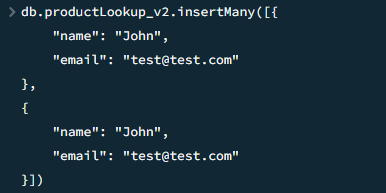 > db.productLookup_v2.insertMany([{
"name": "John",
"email": "test@test.com"
},
{
"name": "John",
"email": "test@test.com"
}])